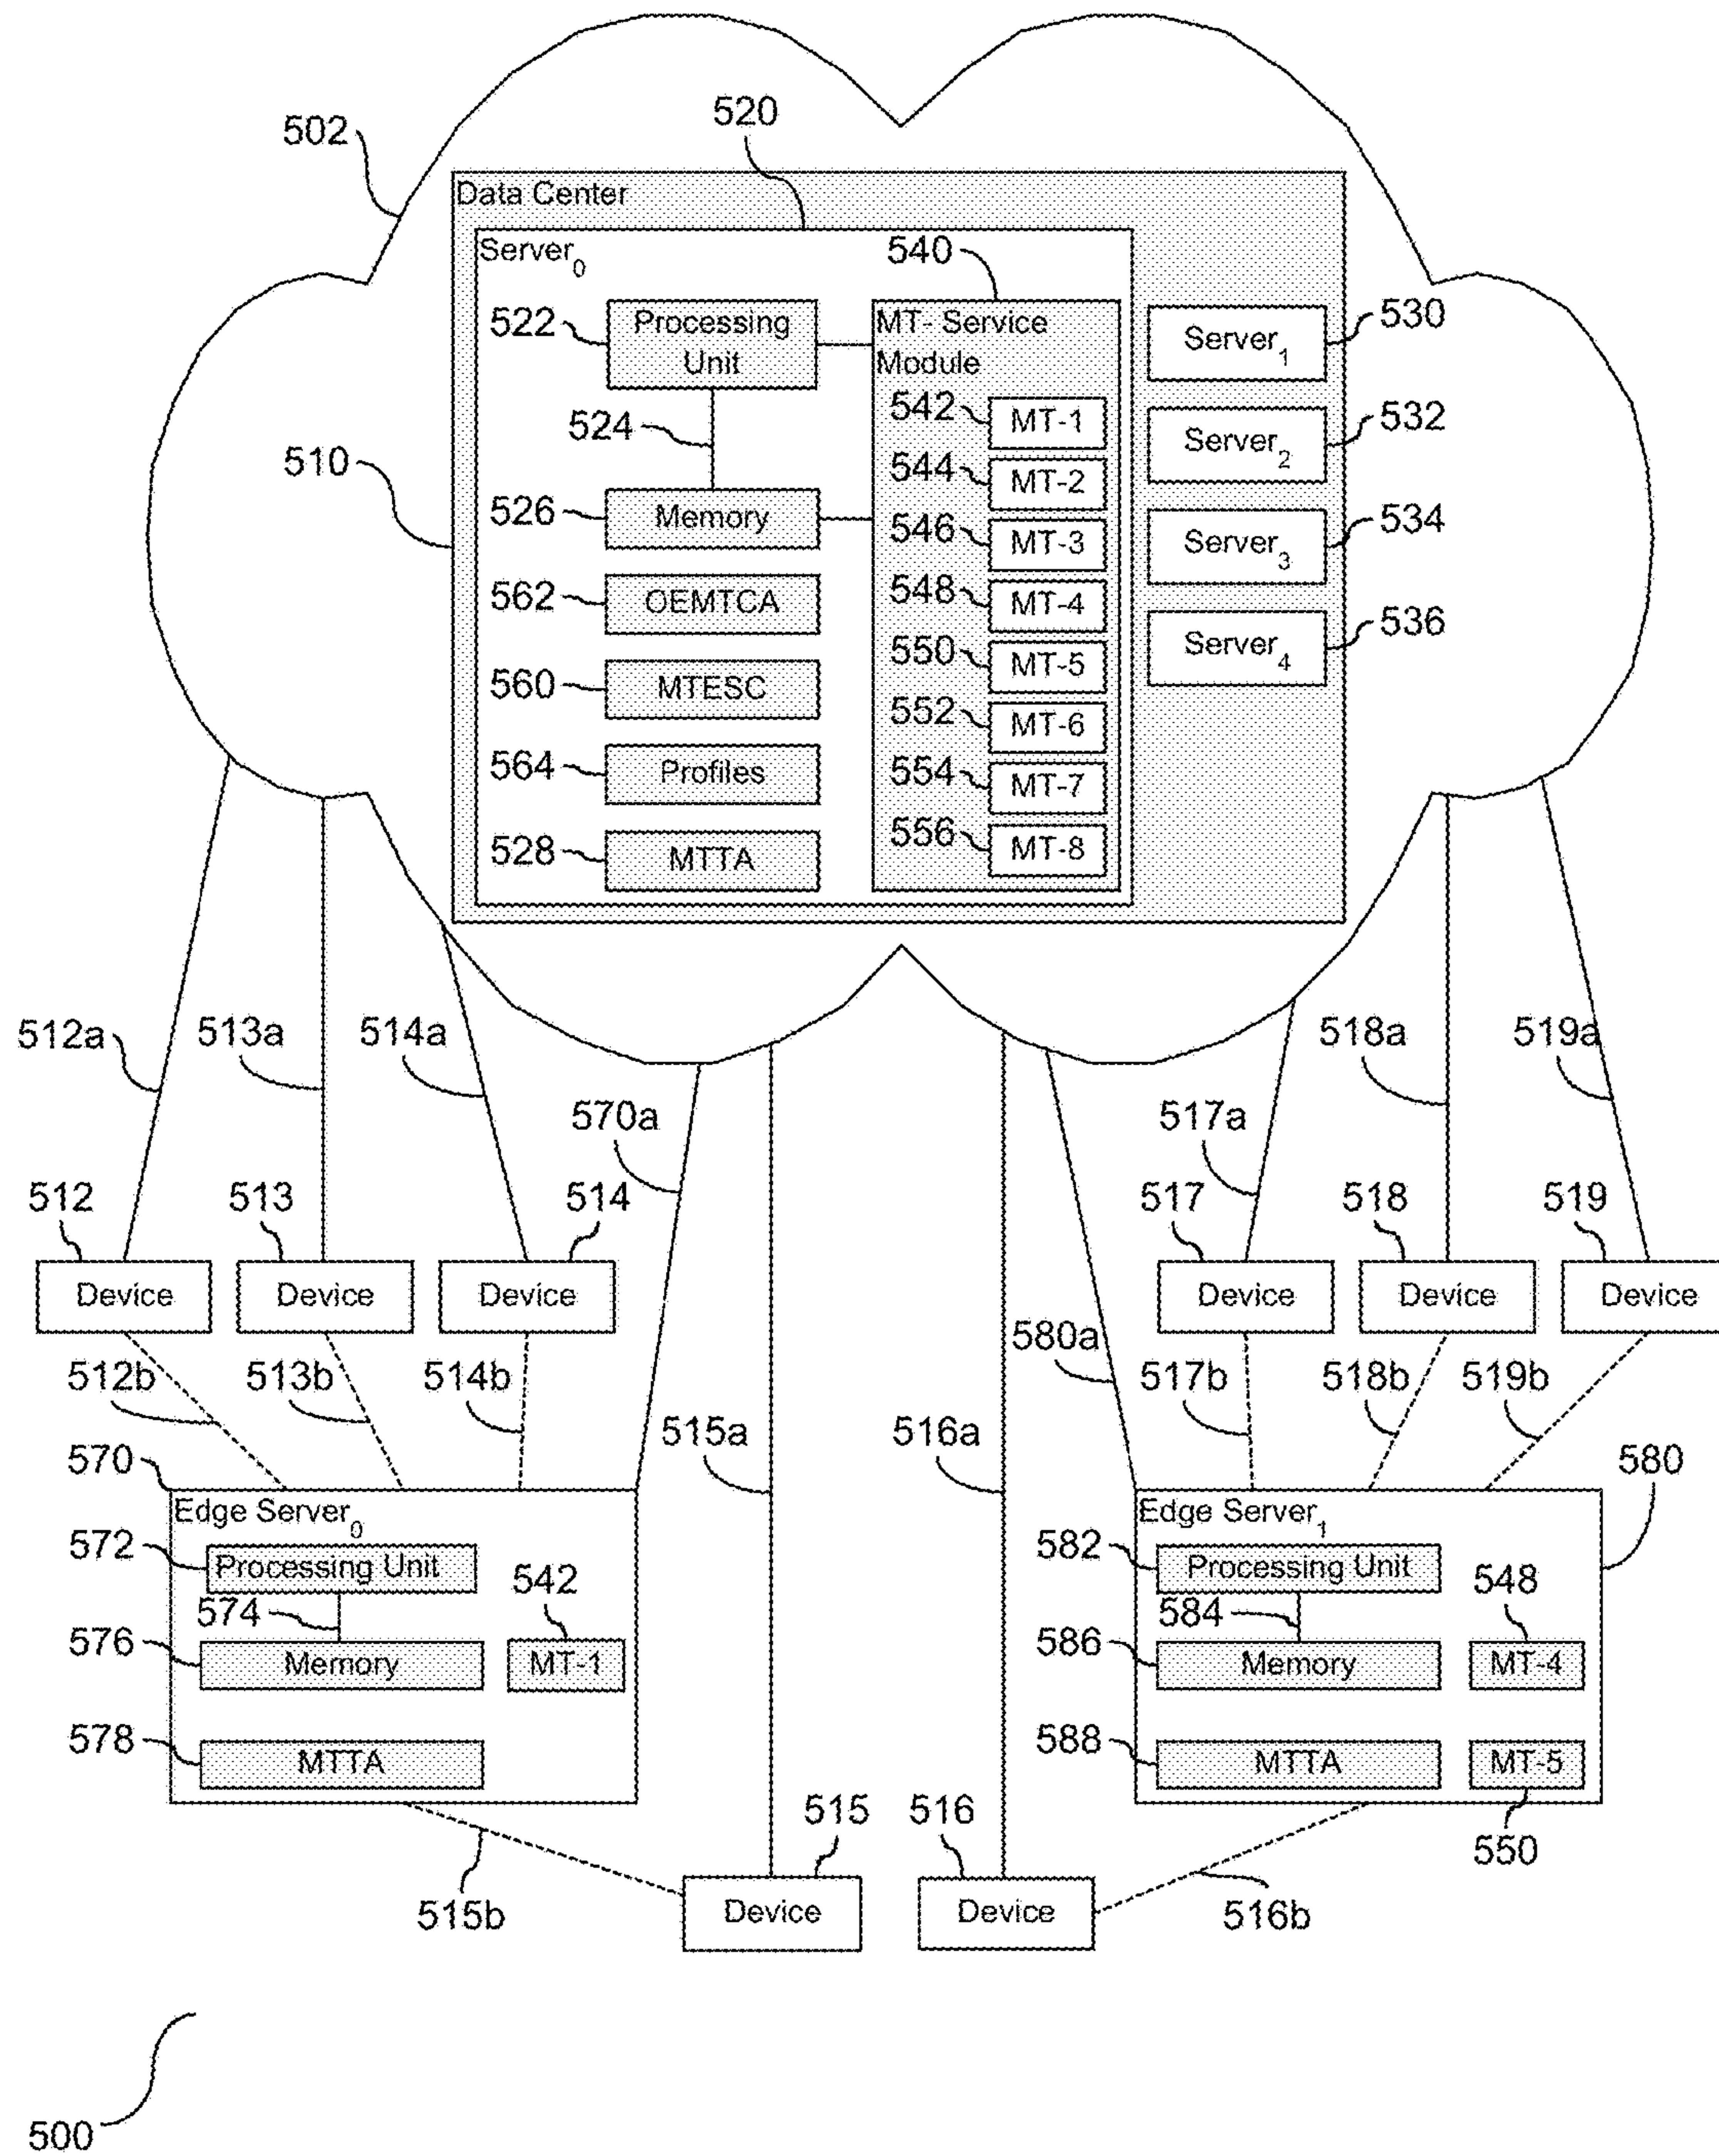 520
502
Data Center
Server0
540
522
Processing
Unit
MT- Service
Module
Server1
530
542
MT-1
524
Server2
532
510
544
MT-2
526
Memory
546
MT-3
Server3
534
562
OEMTCA
548
MT-4
Server4
536
560
MTESC
550
MT-5
552
MT-6
564
Profiles
554
MT-7
528
MTTA
556
MT-8
512a
513a
514a
518a
519a
570a
517a
512
513
514
517
518
519
Device
Device
Device
Device
Device
Device
580a
512b
513b
514b
517b
518b
519b
515a
516a
570
580
Edge Server0
Edge Server1
572
Processing Unit
542
582
Processing Unit
548
574
584
576
Memory
MT-1
586
Memory
MT-4
578
MTTA
588
MTTA
MT-5
515
516
550
515b
Device
Device
516b
500